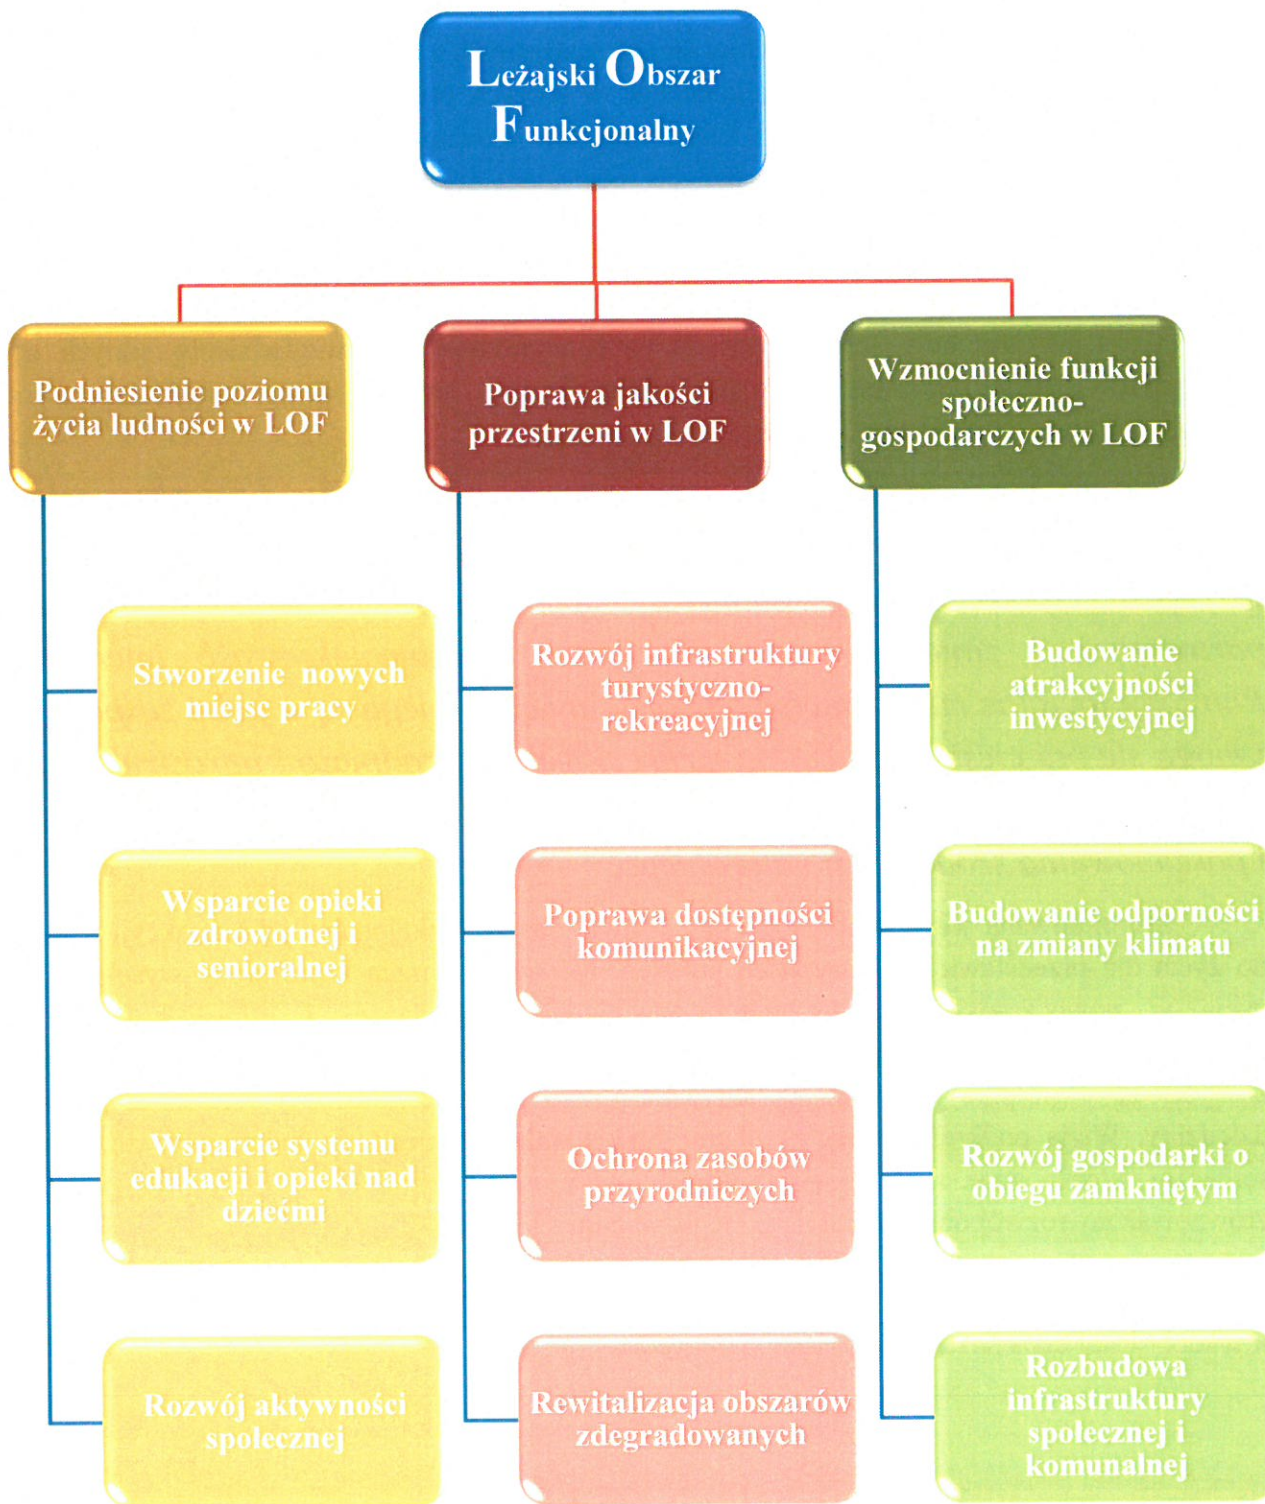 Leżajski Obszar
Funkcjonalny
Podniesienie poziomu
życia ludności w LOF
Poprawa jakości
przestrzeni w LOF
Wzmocnienie funkcji
społeczno-
gospodarczych w LOF
Stworzenie nowych
miejsc pracy
Wsparcie opieki
zdrowotnej i
senioralnej
Wsparcie systemu
edukacji i opieki nad
dziećmi
Rozwój aktywności
społecznej
Rozwój infrastruktury
turystyczno-
rekreacyjnej
Poprawa dostępności
komunikacyjnej
Ochrona zasobów
przyrodniczych
Rewitalizacja obszarów
zdegradowanych
Budowanie
atrakcyjności
inwestycyjnej
Budowanie odporności
na zmiany klimatu
Rozwój gospodarki o
obiegu zamkniętym
Rozbudowa
infrastruktury
społecznej i
komunalnej